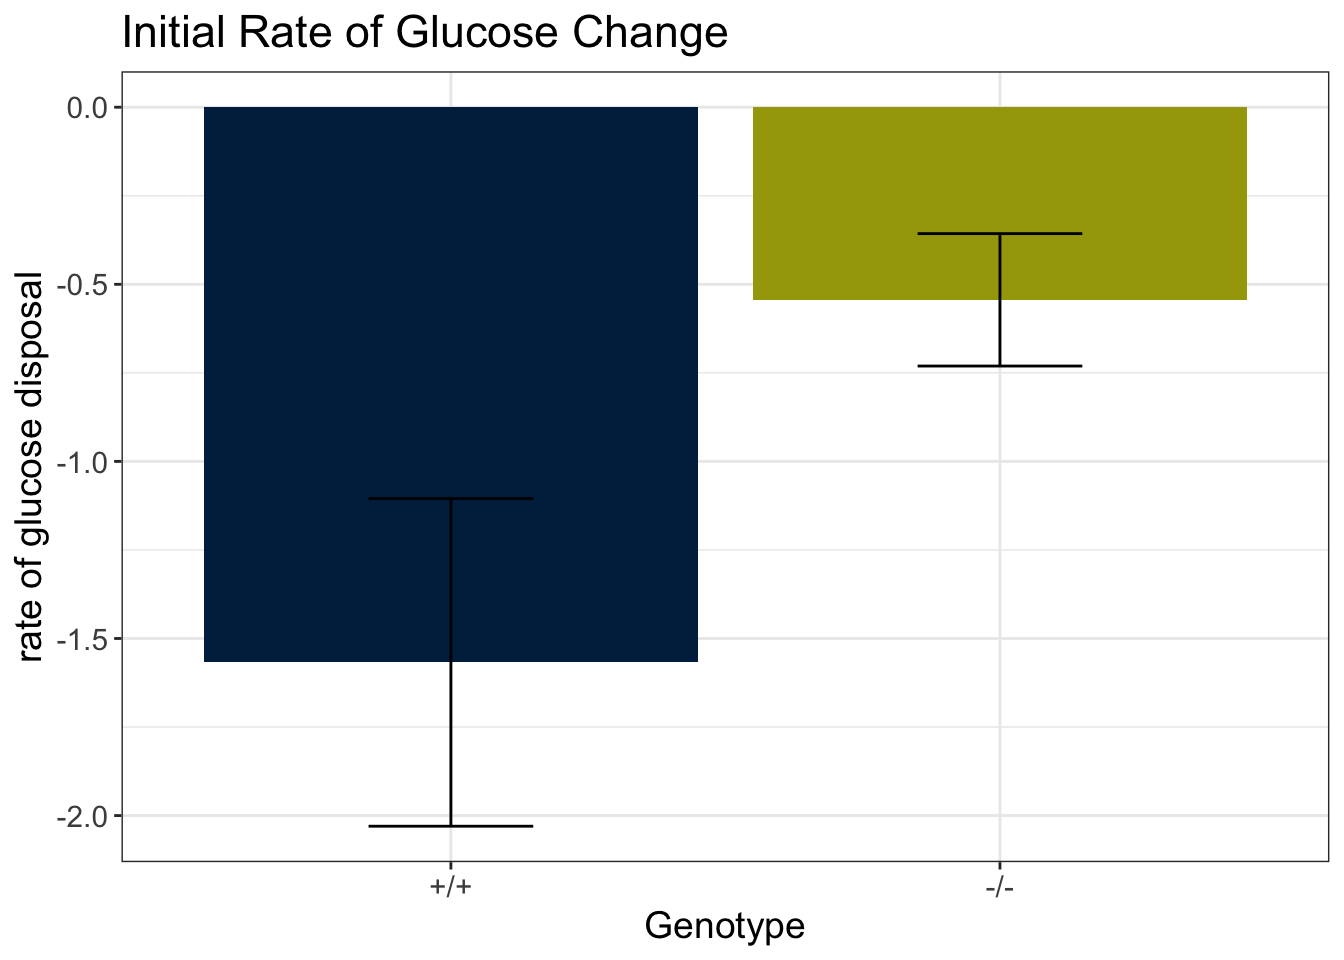 Initial Rate of Glucose Change
0.0
-0.5
-1.0
-1.5
-2.0
rate of glucose disposal
+/+
-/-
Genotype